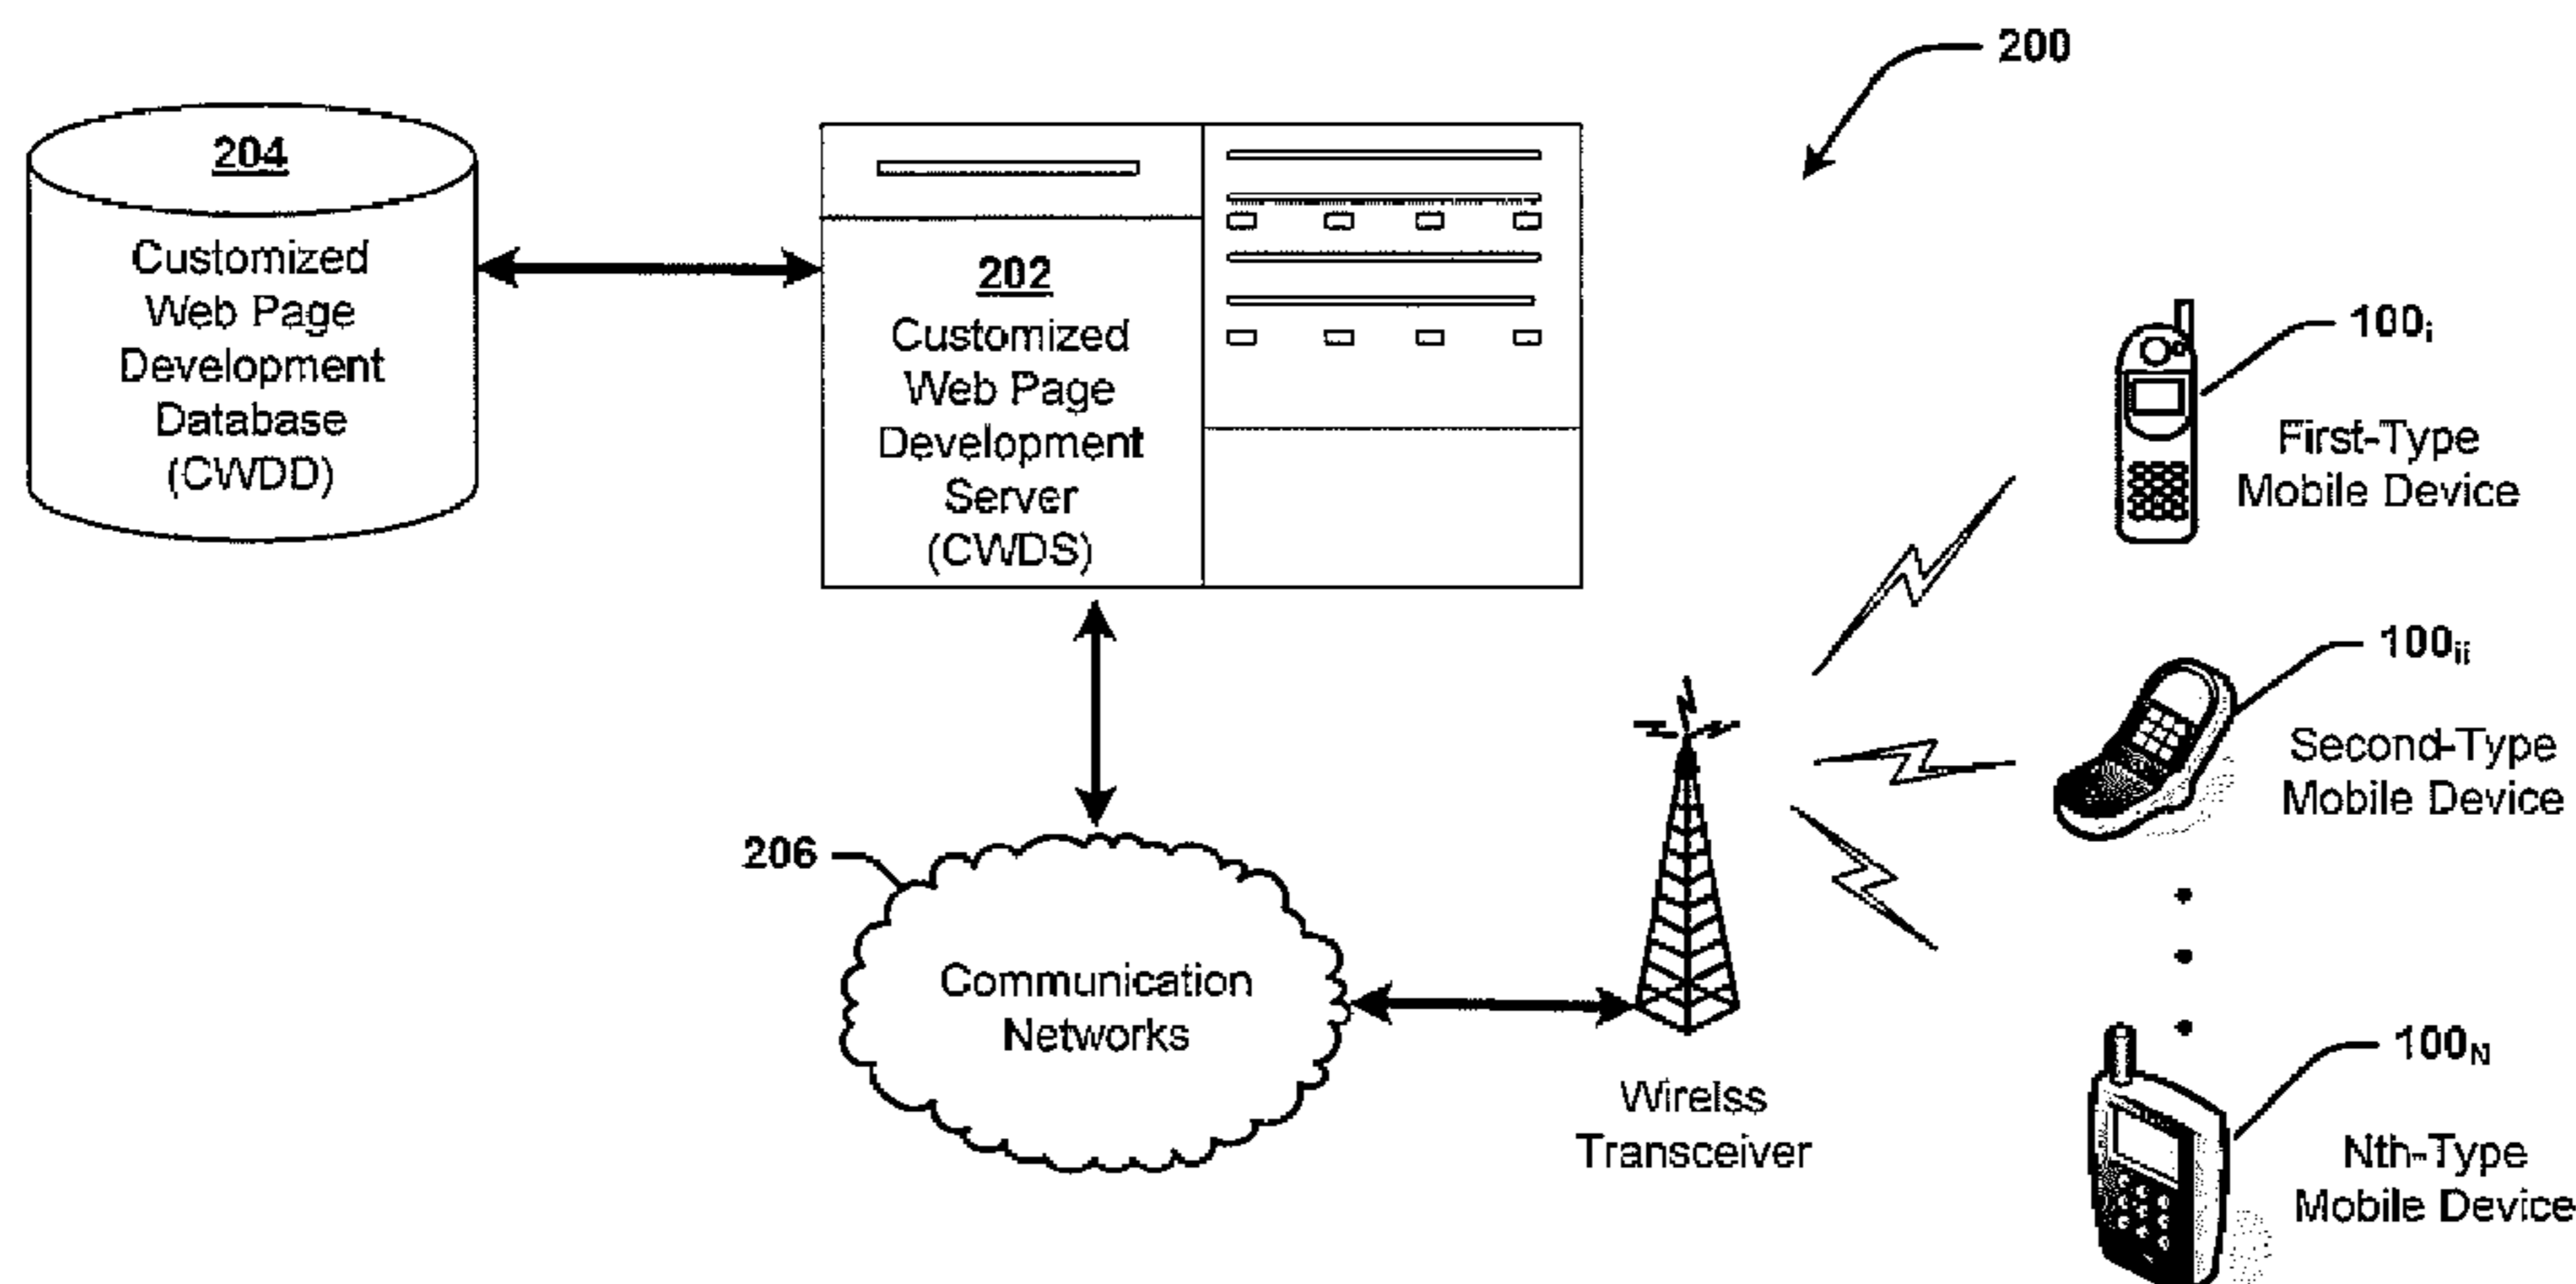 200
204
Customized
Web Page
Development
Database
(CWDD)
202
Customized
Web Page
Development
Server
(CWDS)
100i
First-Type
Mobile Device
100ii
Second-Type
Mobile Device
206
Communication
Networks
Wirelss
Transceiver
100N
Nth-Type
Mobile Device